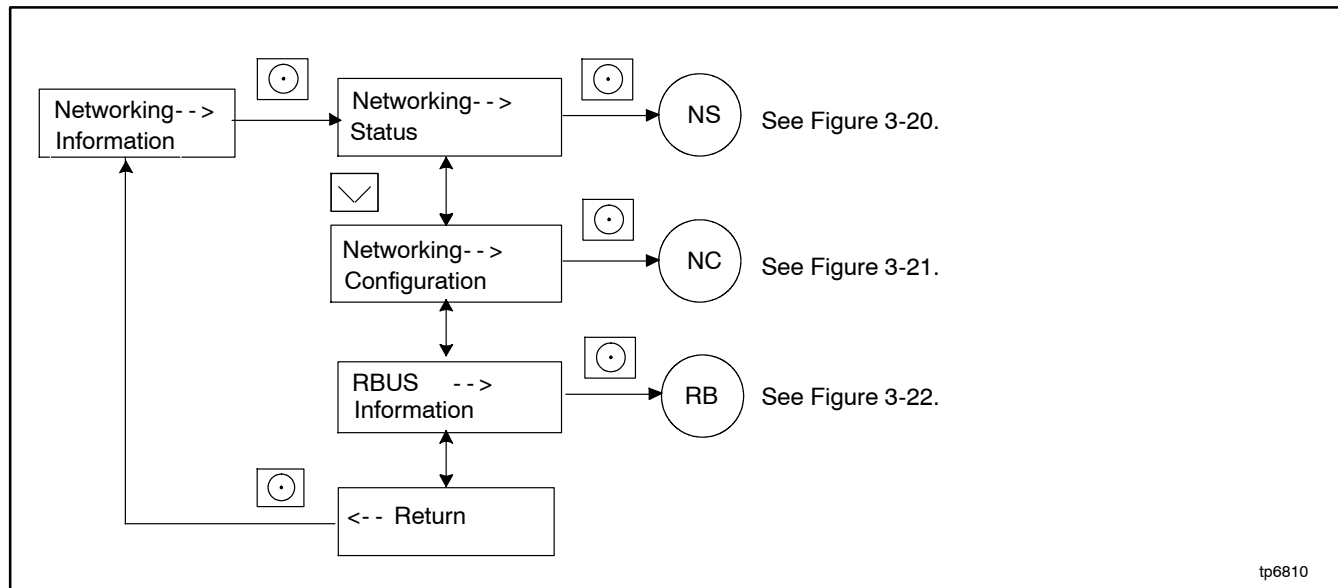 Networking-->
Information
Networking-->
Status
NS
See Figure 3-20.
Networking-->
Configuration
NC
See Figure 3-21.
RBUS -->
Information
RB
See Figure 3-22.
<-- Return
tp6810